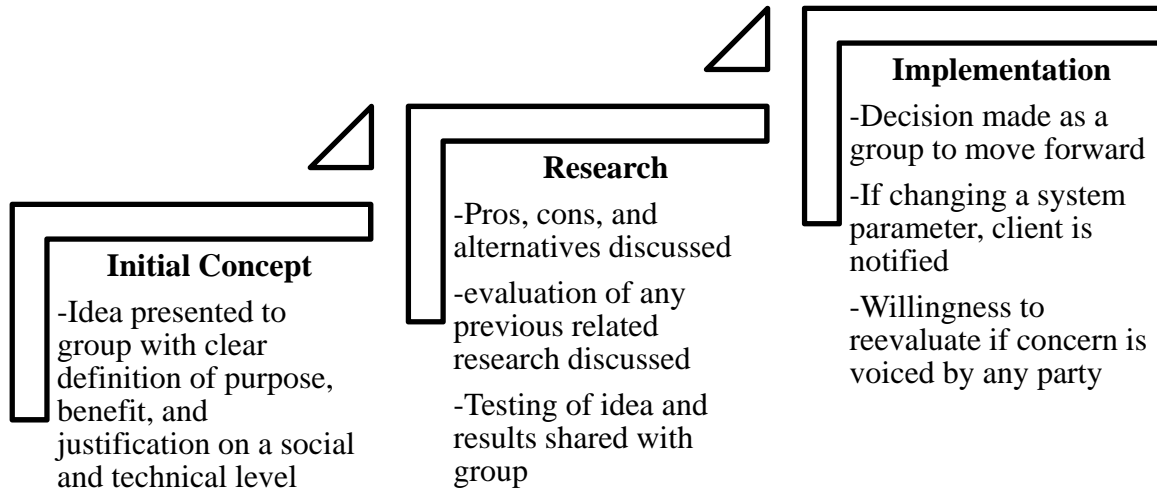 Initial Concept
-Idea presented to
group with clear
definition of purpose,
benefit, and
justification on a social
and technical level
Research
-Pros, cons, and
alternatives discussed
-evaluation of any
previous related
research discussed
-Testing of idea and
results shared with
group
Implementation
-Decision made as a
group to move forward
-If changing a system
parameter, client is
notified
-Willingness to
reevaluate if concern is
voiced by any party